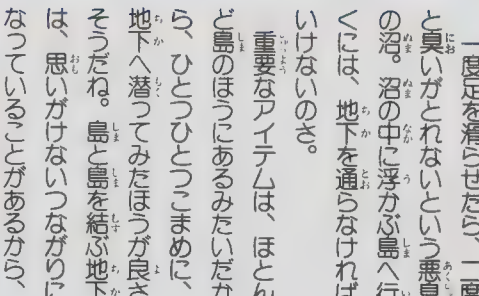 一度足を滑らせたら、二度
と臭いがとれないという悪臭
の沼。沼の中に浮かぶ島へ行
くには、地下を通らなければ
いけないのさ。
重要なアイテムは、ほとん
ど島のほうにあるみたいだな
ら、ひとつひとつこまめに、
地下へ潜ってみたほうが良さ
そうだね。島と島を結ぶ地下
は、思いがけないつながりに
なっていることがあるから、